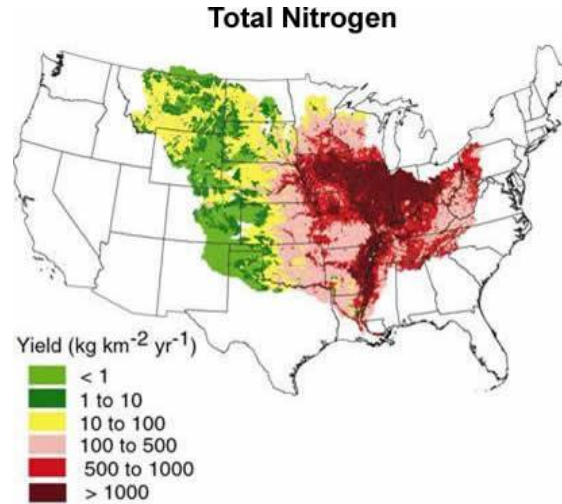 Total Nitrogen
Yield (kg km⁻² yr⁻¹)
< 1
1 to 10
10 to 100
100 to 500
500 to 1000
> 1000